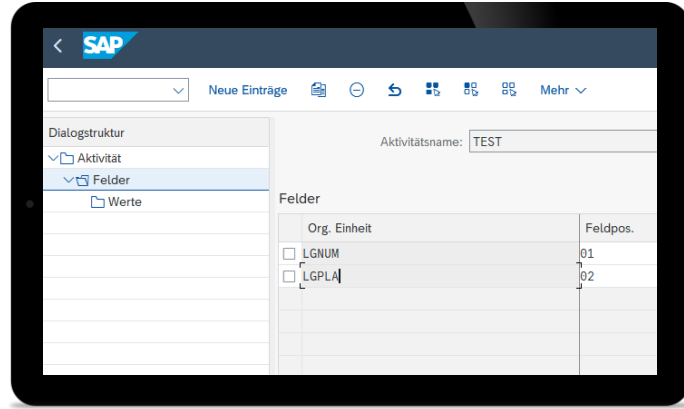 SAP
Neue Einträge Mehr
Dialogstruktur
Aktivität
Felder
Werte
Aktivitätsname: TEST
Felder
Org. Einheit Feldpos.
LGNUM 01
LGPLA 02